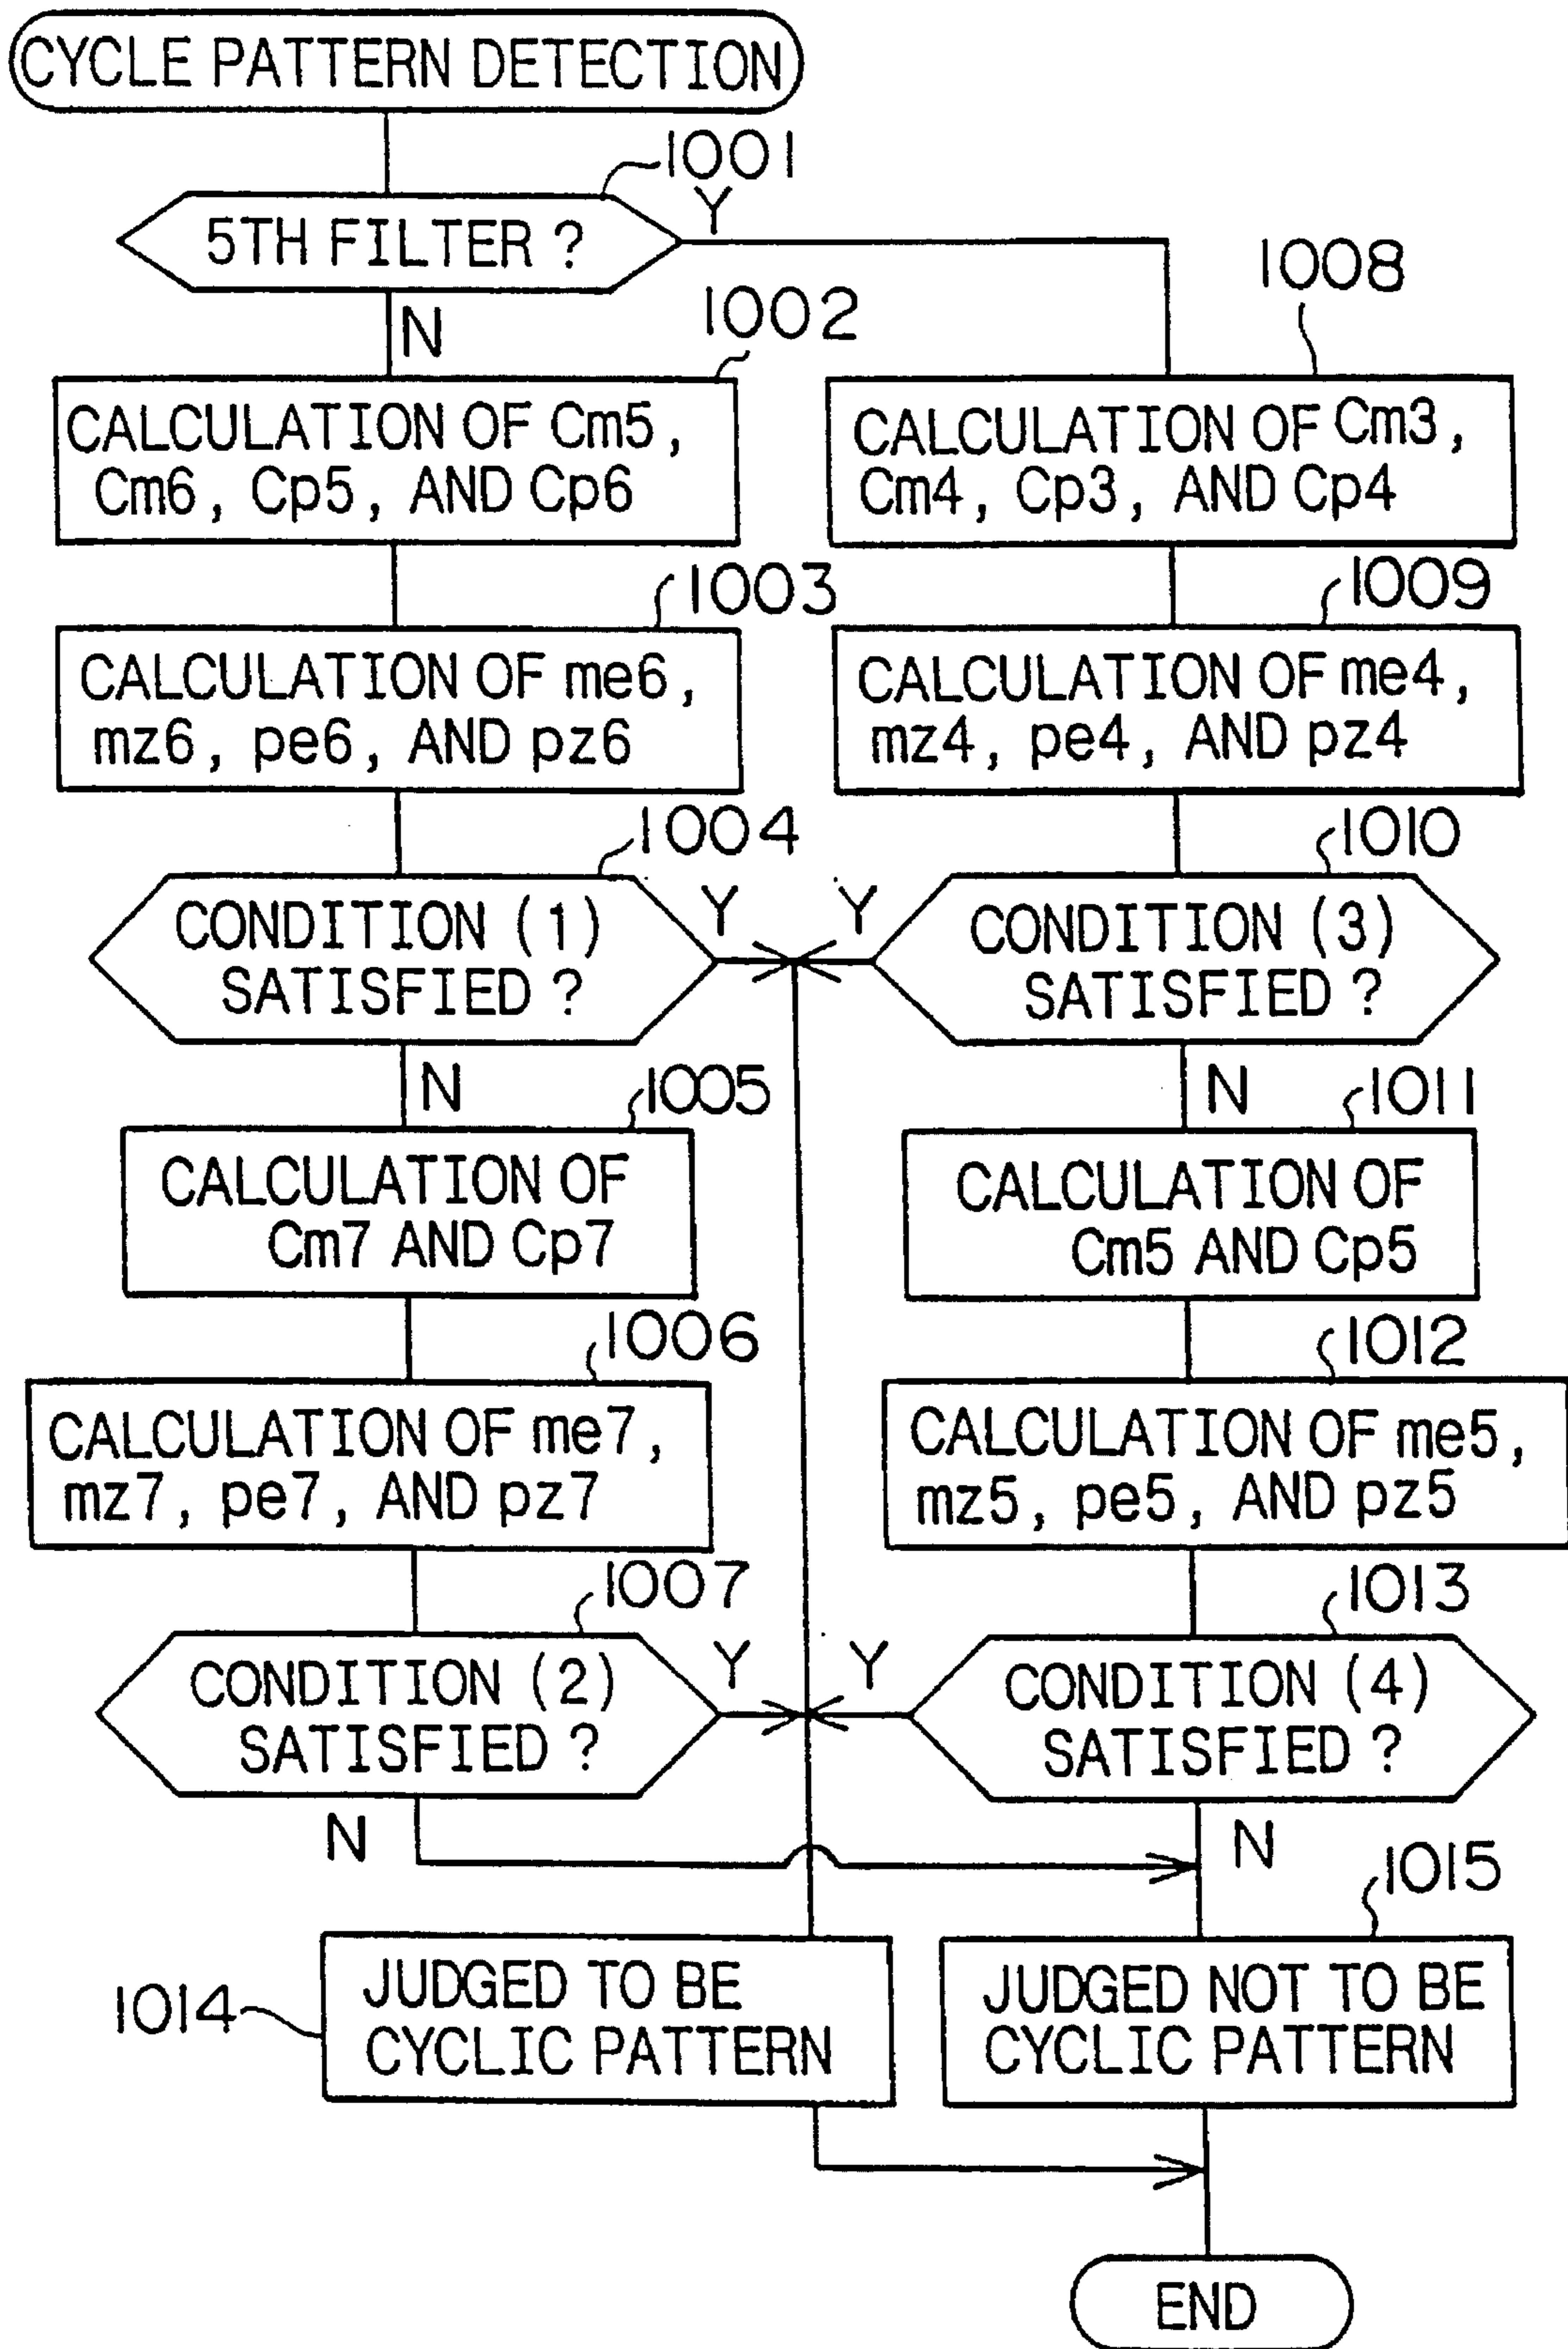 CYCLE PATTERN DETECTION
1001
5TH FILTER ?
Y
N
1002
CALCULATION OF Cm5,
Cm6, Cp5, AND Cp6
1003
CALCULATION OF me6,
mz6, pe6, AND pz6
1004
CONDITION (1)
SATISFIED ?
Y
N
1005
CALCULATION OF
Cm7 AND Cp7
1006
CALCULATION OF me7,
mz7, pe7, AND pz7
1007
CONDITION (2)
SATISFIED ?
Y
N
1008
CALCULATION OF Cm3,
Cm4, Cp3, AND Cp4
1009
CALCULATION OF me4,
mz4, pe4, AND pz4
1010
CONDITION (3)
SATISFIED ?
Y
N
1011
CALCULATION OF
Cm5 AND Cp5
1012
CALCULATION OF me5,
mz5, pe5, AND pz5
1013
CONDITION (4)
SATISFIED ?
Y
N
1014
JUDGED TO BE
CYCLIC PATTERN
1015
JUDGED NOT TO BE
CYCLIC PATTERN
END